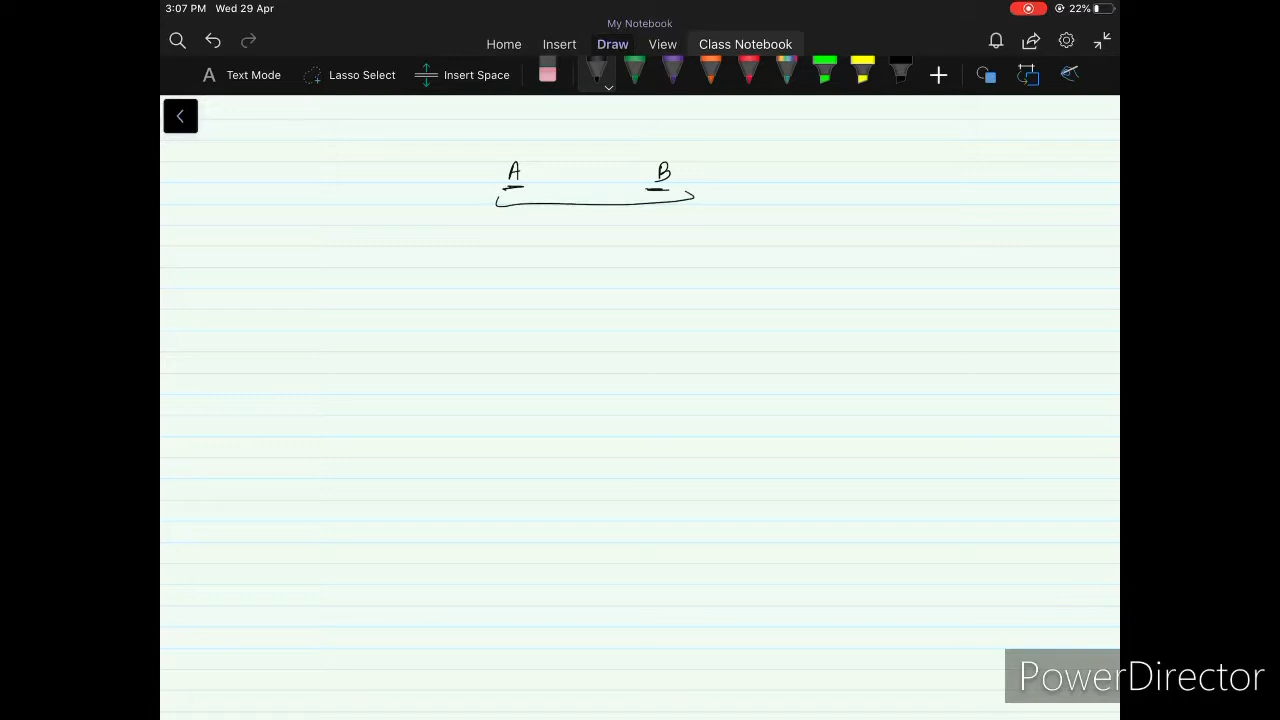 3:07 PM Wed 29 Apr 22%
My Notebook
Home Insert Draw View Class Notebook
A Text Mode Lasso Select Insert Space
A B
PowerDirector